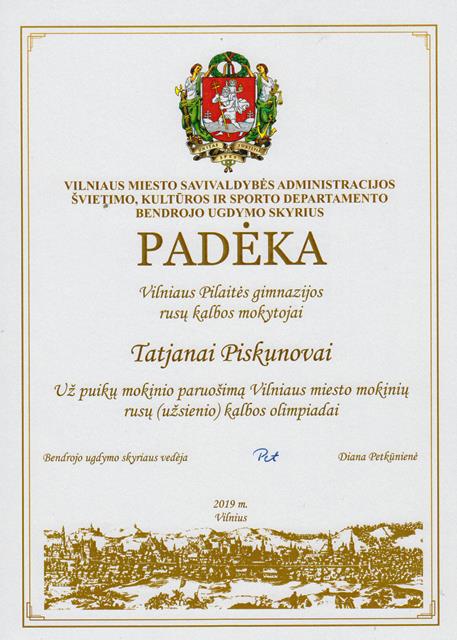 VILNIAUS MIESTO SAVIVALDYBĖS ADMINISTRACIJOS
ŠVIETIMO, KULTŪROS IR SPORTO DEPARTAMENTO
BENDROJO UGDYMO SKYRIUS
PADĖKA
Vilniaus Pilaitės gimnazijos
rusų kalbos mokytojai
Tatjanai Piskunovai
Už puikų mokinio paruošimą Vilniaus miesto mokinių
rusų (užsienio) kalbos olimpiadai
Bendrojo ugdymo skyriaus vedėja Diana Petkūnienė
2019 m.
Vilnius